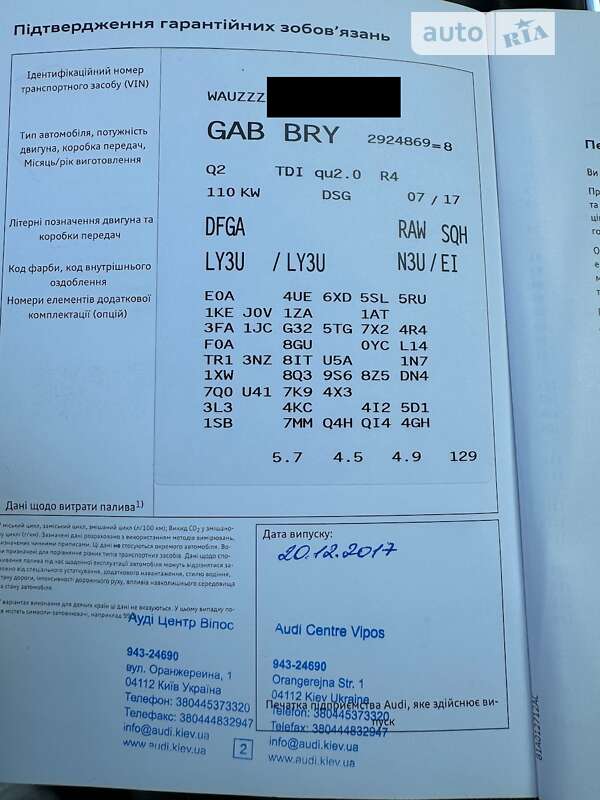 Підтвердження гарантійних зобов’язань
auto RIA
Ідентифікаційний номер
транспортного засобу (VIN)
WAUZZZ
GAB BRY 2924869=8
Тип автомобіля, потужність
двигуна, коробка передач,
Місяць/рік виготовлення
Q2 TDI qu2.0 R4
110 KW DSG 07 / 17
Літерні позначення двигуна та
коробки передач
DFGA RAW SQH
LY3U / LY3U N3U / EI
Код фарби, код внутрішнього
оздоблення
Номери елементів додаткової
комплектації (опцій)
E0A 4UE 6XD 5SL 5RU
1KE J0V 1ZA 1AT
3FA 1JC G32 5TG 7X2 4R4
F0A 8GU 0YC L14
TR1 3NZ 8IT U5A 1N7
1XW 8Q3 9S6 8Z5 DN4
7Q0 U41 7K9 4X3
3L3 4KC 4I2 5D1
1SB 7MM Q4H QI4 4GH
5.7 4.5 4.9 129
Дані щодо витрати палива1)
Дата випуску:
20.12.2017
Ауді Центр Віпос
943-24690
вул. Оранжерейна, 1
04112 Київ Україна
Телефон: 380445373320
Телефакс: 380444832947
info@audi.kiev.ua
www.audi.kiev.ua
2
Audi Centre Vipos
943-24690
Orangerejna Str. 1
04112 Kiev Ukraine
Печатка підприємства Audi, яке здійснює ви-
пуск
Telefon: 380445373320
Telefax: 380444832947
info@audi.kiev.ua
www.audi.kiev.ua